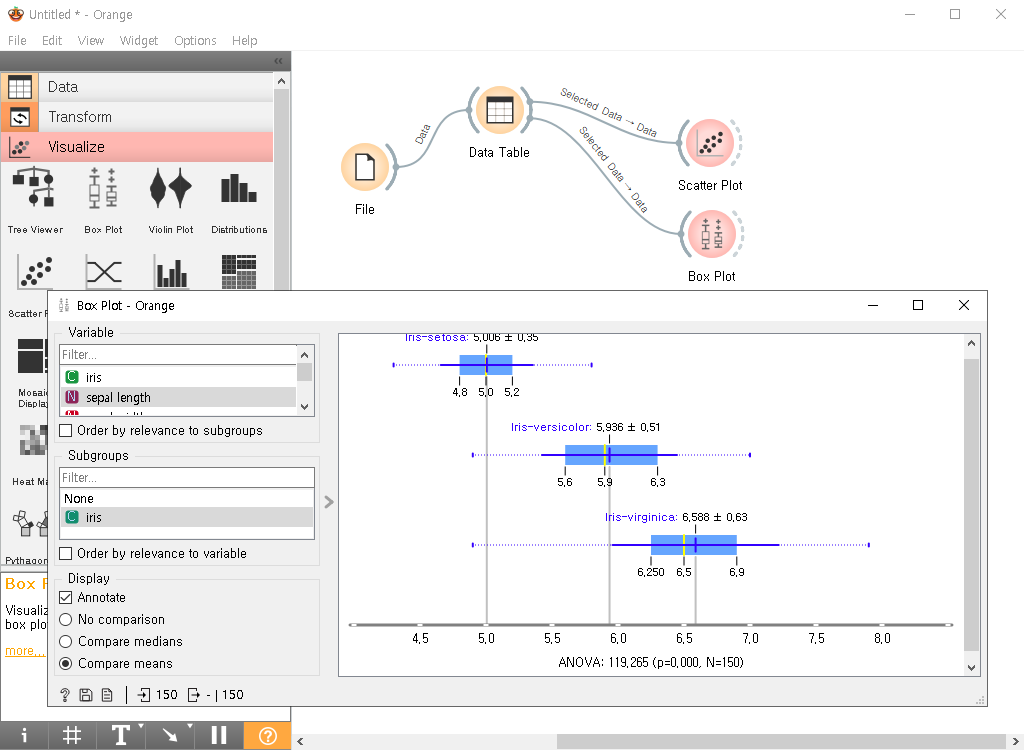 Untitled * - Orange
File Edit View Widget Options Help
Data
Transform
Visualize
Tree Viewer Box Plot Violin Plot Distributions
Scatter
Mosaic
Display
Heat
Pythagor
Box
Visualiz
box plo
more...
File
Data
Data Table
Selected Data → Data
Selected Data → Data
Scatter Plot
Box Plot
Box Plot - Orange
Variable
Filter...
C iris
N sepal length
Order by relevance to subgroups
Subgroups
Filter...
None
C iris
Order by relevance to variable
Display
Annotate
No comparison
Compare medians
Compare means
? 150 - | 150
Iris-setosa: 5,006 ± 0,35
4,8 5,0 5,2
Iris-versicolor: 5,936 ± 0,51
5,6 5,9 6,3
Iris-virginica: 6,588 ± 0,63
6,250 6,5 6,9
4,5 5,0 5,5 6,0 6,5 7,0 7,5 8,0
ANOVA: 119,265 (p=0,000, N=150)